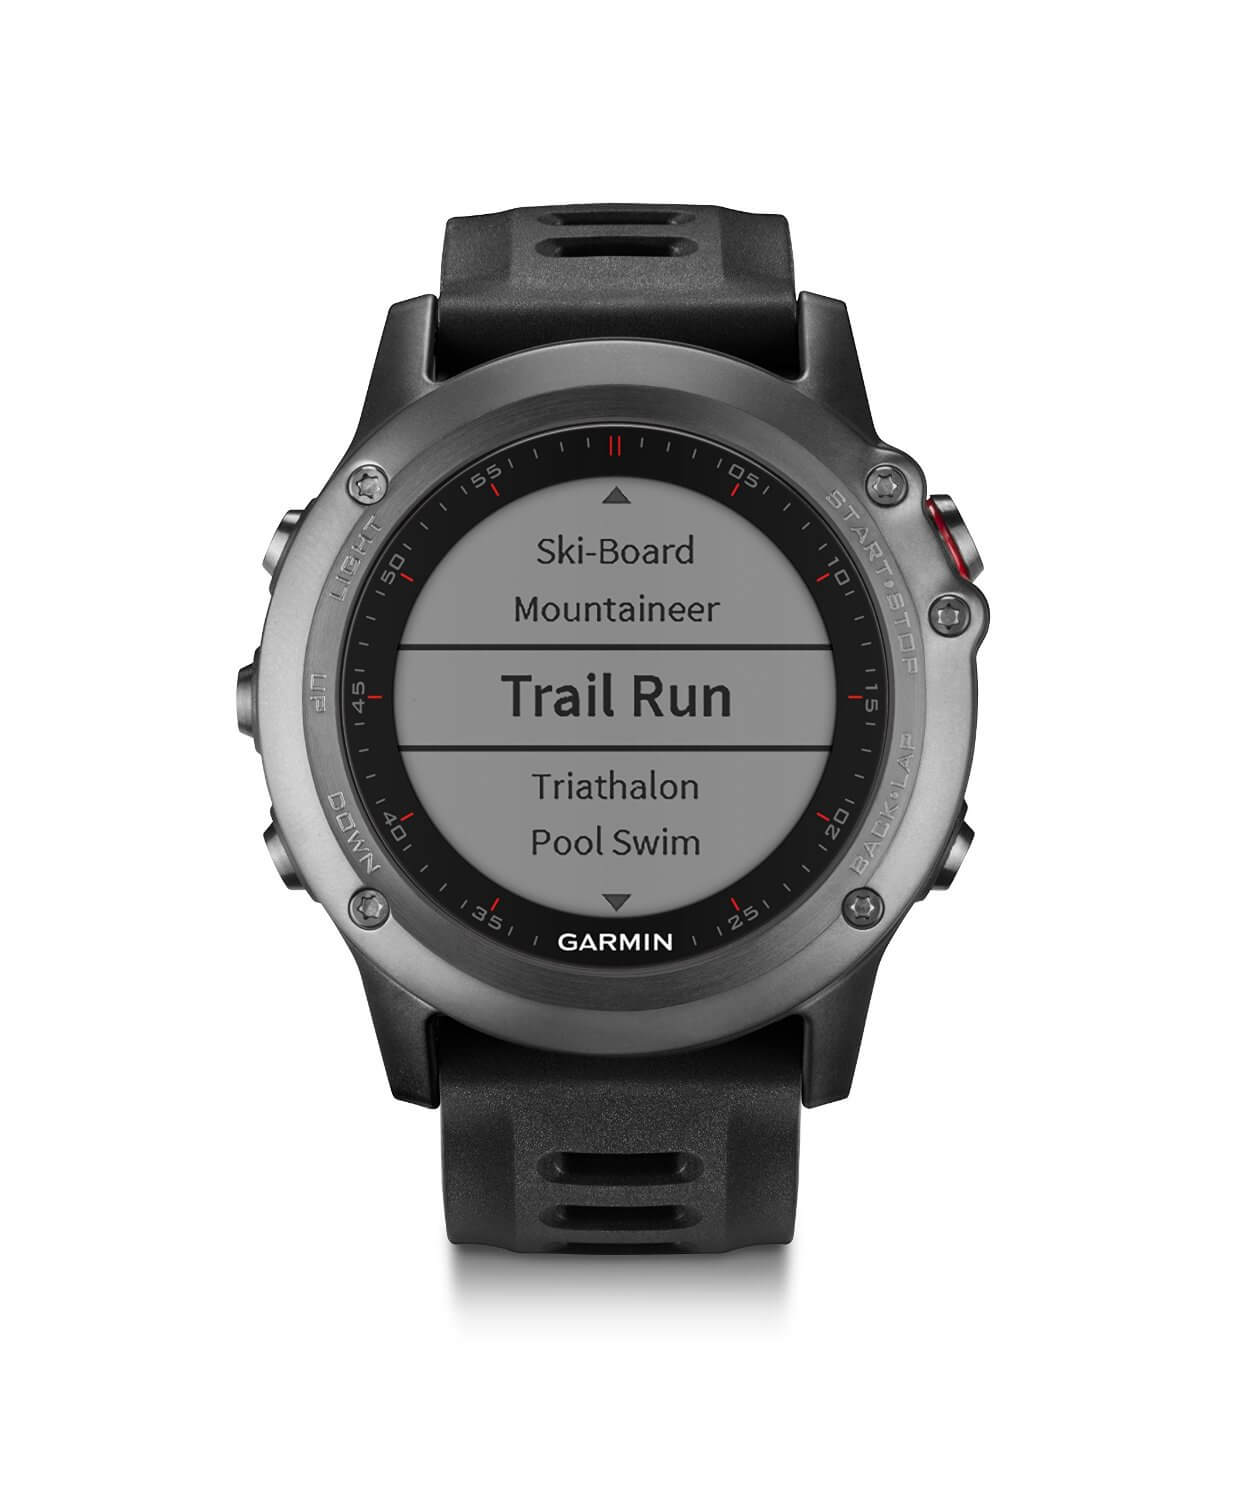 55
05
50
10
45
15
40
20
35
25
LIGHT
START•STOP
UP
DOWN
BACK•LAP
Ski-Board
Mountaineer
Trail Run
Triathalon
Pool Swim
GARMIN